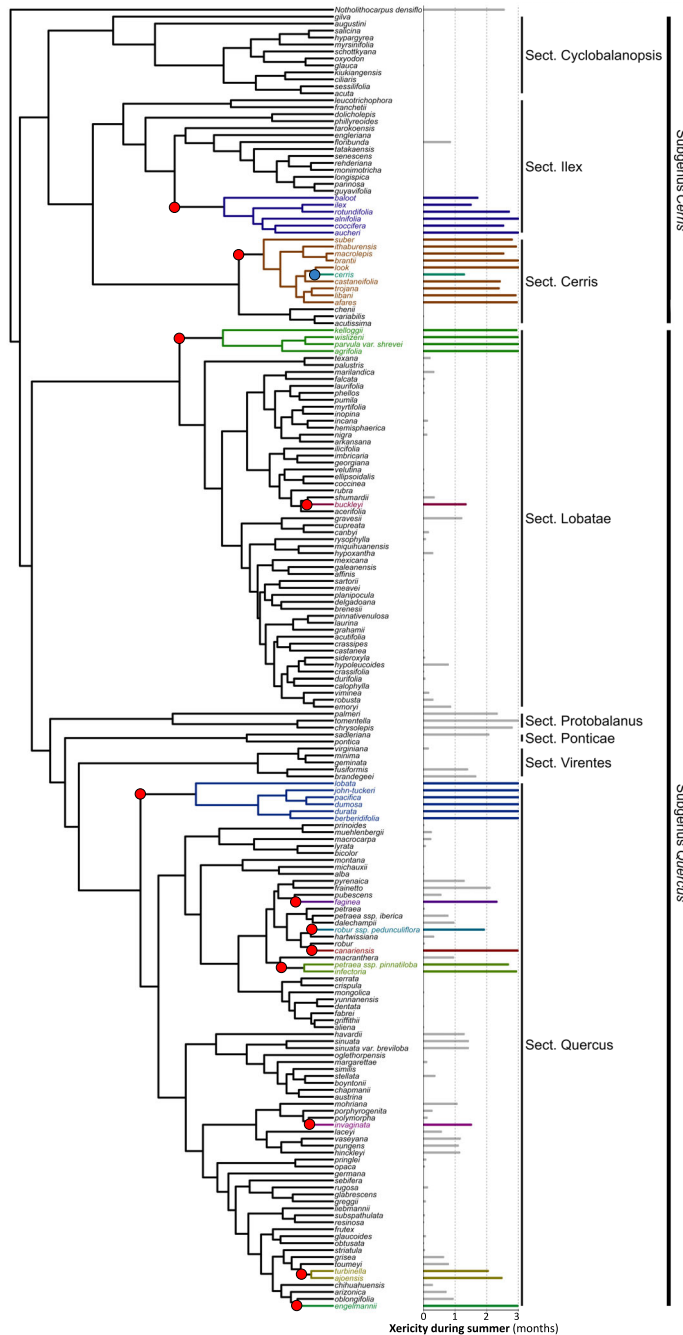 Notholithocarpus densiflo
gilva
augustini
salicina
hypargyrea
myrsinifolia
schottkyana
oxyodon
glauca
kiukiangensis
ciliaris
sessilifolia
acuta
Sect. Cyclobalanopsis
leucotrichophora
franchetii
dolicholepis
phillyreoides
tarokoensis
engleriana
floribunda
tatakaensis
senescens
rehderiana
monimotricha
longispica
pannosa
guyavifolia
baloot
ilex
rotundifolia
alnifolia
coccifera
aucheri
Sect. Ilex
suber
ithaburensis
macrolepis
brantii
look
cerris
castaneifolia
trojana
libani
afares
chenii
variabilis
acutissima
Sect. Cerris
Subgenus Cerris
kelloggii
wislizeni
parvula var. shrevei
agrifolia
texana
palustris
marilandica
falcata
laurifolia
phellos
pumila
myrtifolia
inopina
incana
hemisphaerica
nigra
arkansana
ilicifolia
imbricaria
georgiana
velutina
ellipsoidalis
coccinea
rubra
shumardii
buckleyi
acerifolia
gravesii
cupreata
canbyi
rysophylla
miquihuanensis
hypoxantha
mexicana
galeanensis
affinis
sartorii
meavei
planipocula
delgadoana
brenesii
pinnativenulosa
laurina
grahamii
acutifolia
crassipes
castanea
sideroxyla
hypoleucoides
crassifolia
durifolia
calophylla
viminea
robusta
emoryi
Sect. Lobatae
palmeri
tomentella
chrysolepis
Sect. Protobalanus
sadleriana
pontica
Sect. Ponticae
virginiana
minima
geminata
fusiformis
brandegeei
Sect. Virentes
lobata
john-tuckeri
pacifica
dumosa
durata
berberidifolia
prinoides
muehlenbergii
macrocarpa
lyrata
bicolor
montana
michauxii
alba
pyrenaica
frainetto
pubescens
faginea
petraea
petraea ssp. iberica
dalechampii
robur ssp. pedunculiflora
hartwissiana
robur
canariensis
macranthera
petraea ssp. pinnatiloba
infectoria
serrata
crispula
mongolica
yunnanensis
dentata
fabrei
griffithii
aliena
havardii
sinuata
sinuata var. breviloba
oglethorpensis
margarettae
similis
stellata
boyntonii
chapmanii
austrina
mohriana
porphyrogenita
polymorpha
invaginata
laceyi
vaseyana
pungens
hinckleyi
pringlei
opaca
germana
sebifera
rugosa
glabrescens
greggii
liebmannii
subspathulata
resinosa
frutex
glaucoides
obtusata
striatula
grisea
toumeyi
turbinella
ajoensis
chihuahuensis
arizonica
oblongifolia
engelmannii
Sect. Quercus
Subgenus Quercus
0 1 2 3
Xericity during summer (months)